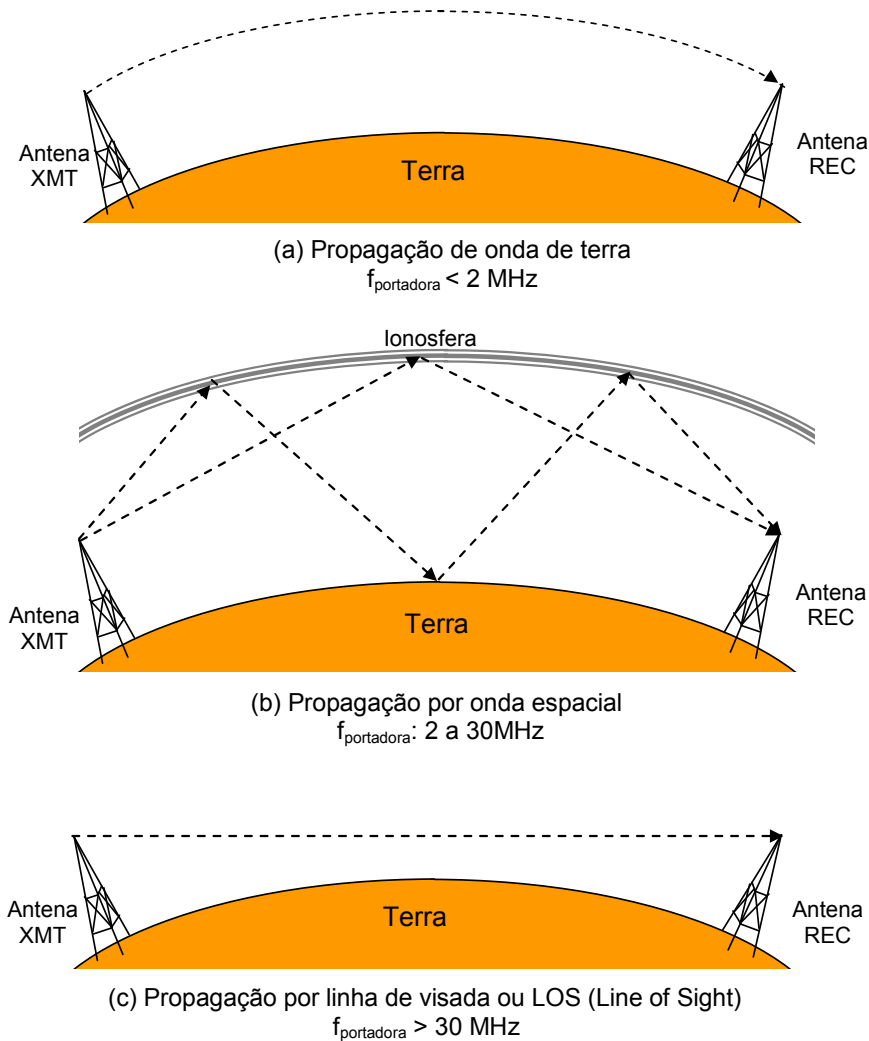 Antena
XMT
Terra
Antena
REC
(a) Propagação de onda de terra
fportadora < 2 MHz
Ionosfera
Antena
XMT
Terra
Antena
REC
(b) Propagação por onda espacial
fportadora: 2 a 30MHz
Antena
XMT
Terra
Antena
REC
(c) Propagação por linha de visada ou LOS (Line of Sight)
fportadora > 30 MHz